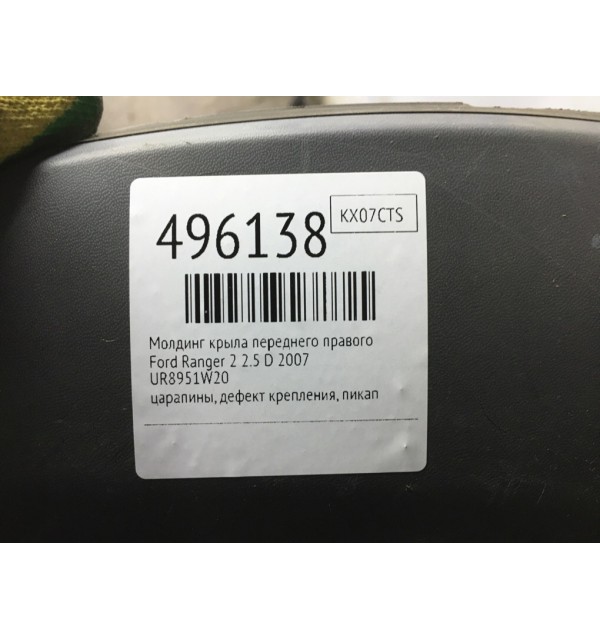 496138
KX07CTS
Молдинг крыла переднего правого
Ford Ranger 2 2.5 D 2007
UR8951W20
царапины, дефект крепления, пикап